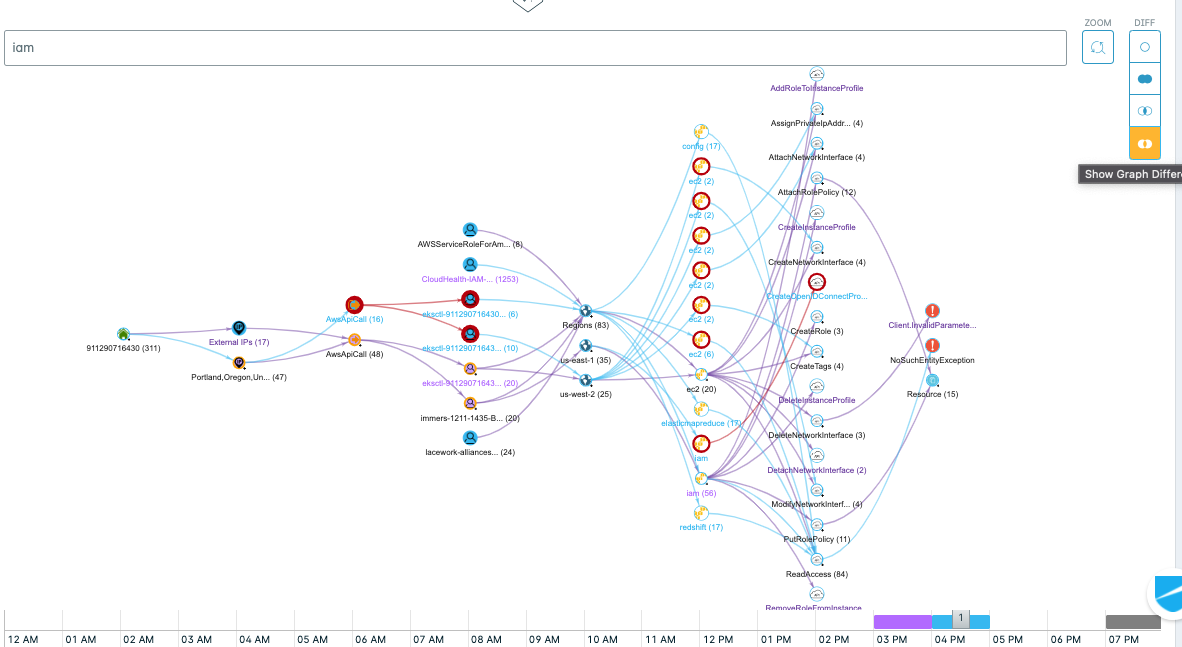 ZOOM
DIFF
iam
Show Graph Differe
AddRoleToInstanceProfile
AssignPrivateIpAddr... (4)
config (17)
AttachNetworkInterface (4)
ec2 (2)
AttachRolePolicy (12)
ec2 (2)
CreateInstanceProfile
AWSServiceRoleForAm... (8)
ec2 (2)
CreateNetworkInterface (4)
CloudHealth-IAM-... (1253)
ec2 (2)
CreateOpenIDConnectPro...
eksctl-911290716430... (6)
AwsApiCall (16)
ec2 (2)
Regions (83)
Client.InvalidParamete...
CreateRole (3)
External IPs (17)
911290716430 (311)
eksctl-91129071643... (10)
AwsApiCall (48)
ec2 (6)
us-east-1 (35)
NoSuchEntityException
CreateTags (4)
Portland,Oregon,Un... (47)
eksctl-91129071643... (20)
ec2 (20)
us-west-2 (25)
Resource (15)
DeleteInstanceProfile
immers-1211-1435-B... (20)
elasticmapreduce (17)
DeleteNetworkInterface (3)
lacework-alliances... (24)
iam
DetachNetworkInterface (2)
iam (56)
ModifyNetworkInterf... (4)
redshift (17)
PutRolePolicy (11)
ReadAccess (84)
RemoveRoleFromInstance
1
12 AM 01 AM 02 AM 03 AM 04 AM 05 AM 06 AM 07 AM 08 AM 09 AM 10 AM 11 AM 12 PM 01 PM 02 PM 03 PM 04 PM 05 PM 06 PM 07 PM